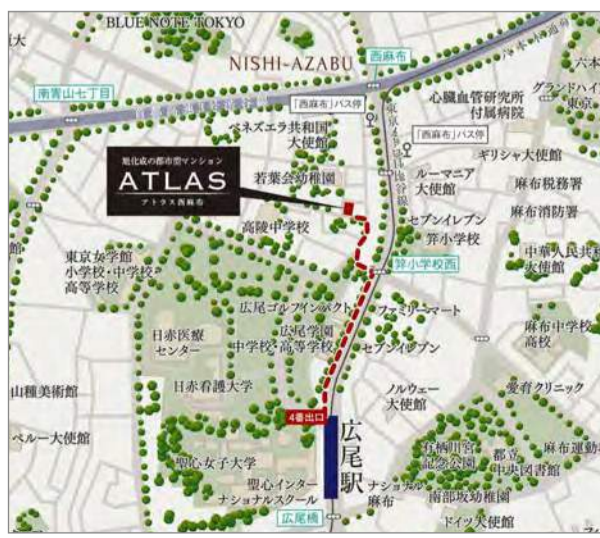 BLUE NOTE TOKYO
NISHI-AZABU
西麻布
南青山七丁目
六本
グランドハイア
東京
「西麻布」バス停
「西麻布」バス停
心臓血管研究所
付属病院
ベネズエラ共和国
大使館
ギリシャ大使館
旭化成の都市型マンション
ATLAS
アトラス西麻布
若葉会幼稚園
ルーマニア
大使館
麻布税務署
麻布消防署
高陵中学校
セブンイレブン
笄小学校
東京女学館
小学校・中学校
高等学校
笄小学校西
中華人民共和
大使館
広尾ゴルフインパクト
ファミリーマート
日赤医療
センター
広尾学園
中学校・高等学校
セブンイレブン
麻布中学校
高校
日赤看護大学
ノルウェー
大使館
愛育クリニック
山種美術館
4番出口
広尾駅
ペルー大使館
有栖川宮
記念公園
都立
中央図書館
麻布運動場
聖心女子大学
聖心インター
ナショナルスクール
ナショナル
麻布
南部坂幼稚園
広尾橋
ドイツ大使館